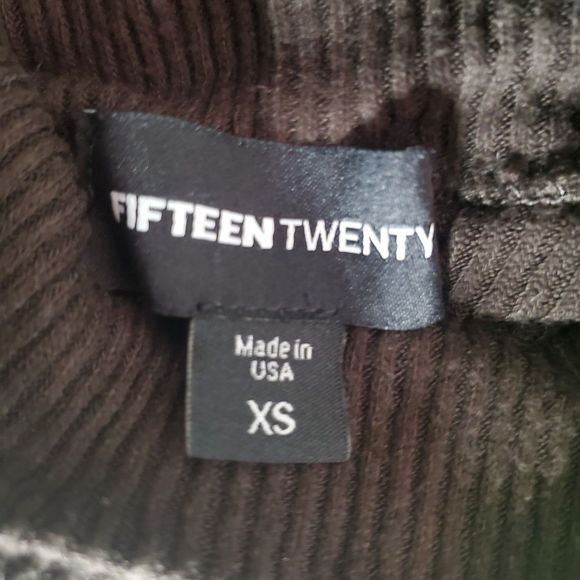 FIFTEEN TWENTY
Made in
USA
XS